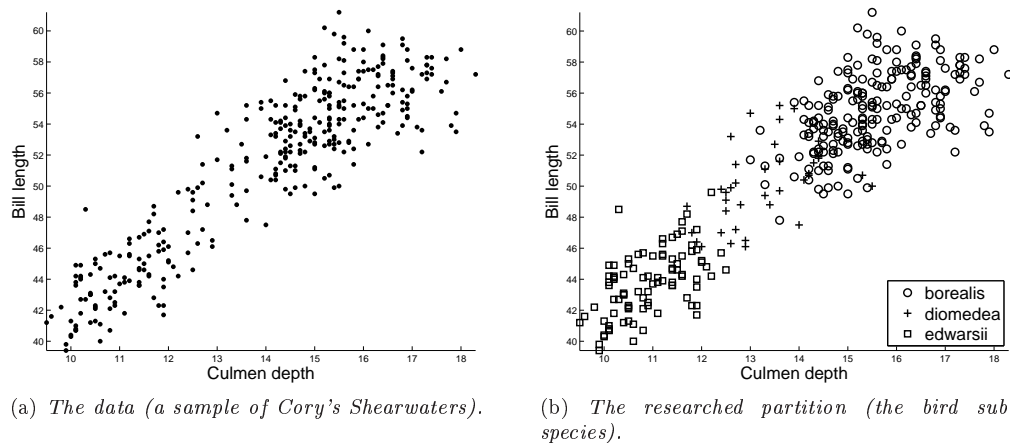 60
58
56
54
52
50
48
46
44
42
40
Bill length
10 11 12 13 14 15 16 17 18
Culmen depth
(a) The data (a sample of Cory's Shearwaters).
60
58
56
54
52
50
48
46
44
42
40
Bill length
10 11 12 13 14 15 16 17 18
Culmen depth
borealis
diomedea
edwarsii
(b) The researched partition (the bird sub
species).